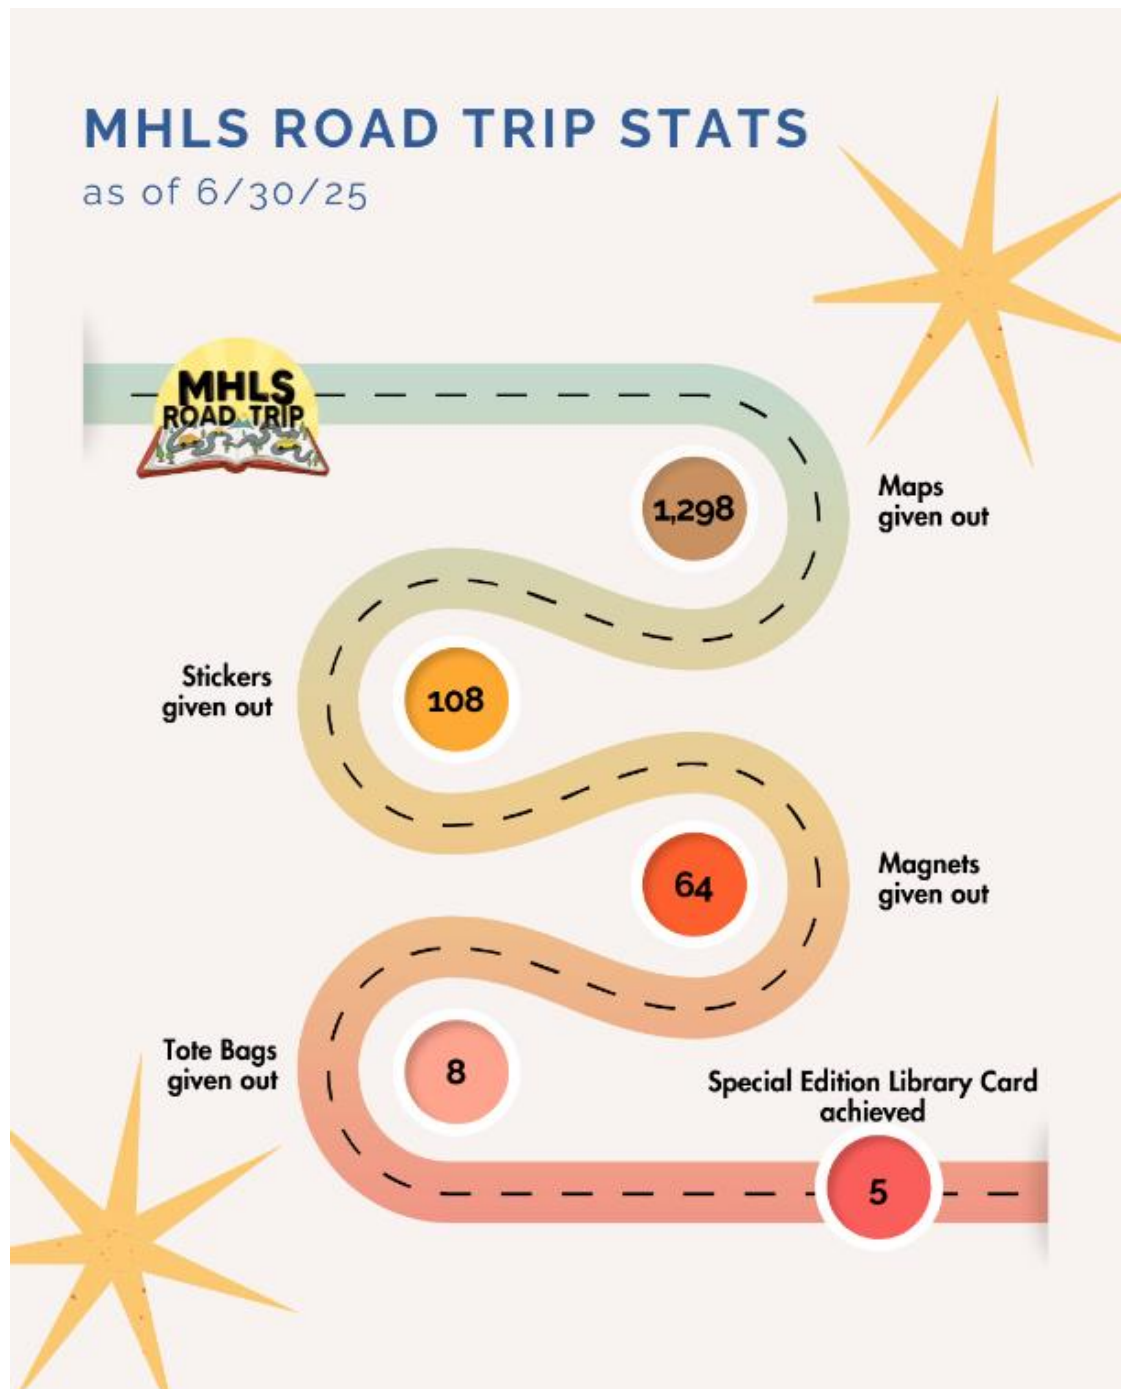 MHLS ROAD TRIP STATS
as of 6/30/25
MHLS
ROAD TRIP
1,298
Maps
given out
Stickers
given out
108
64
Magnets
given out
Tote Bags
given out
8
Special Edition Library Card
achieved
5